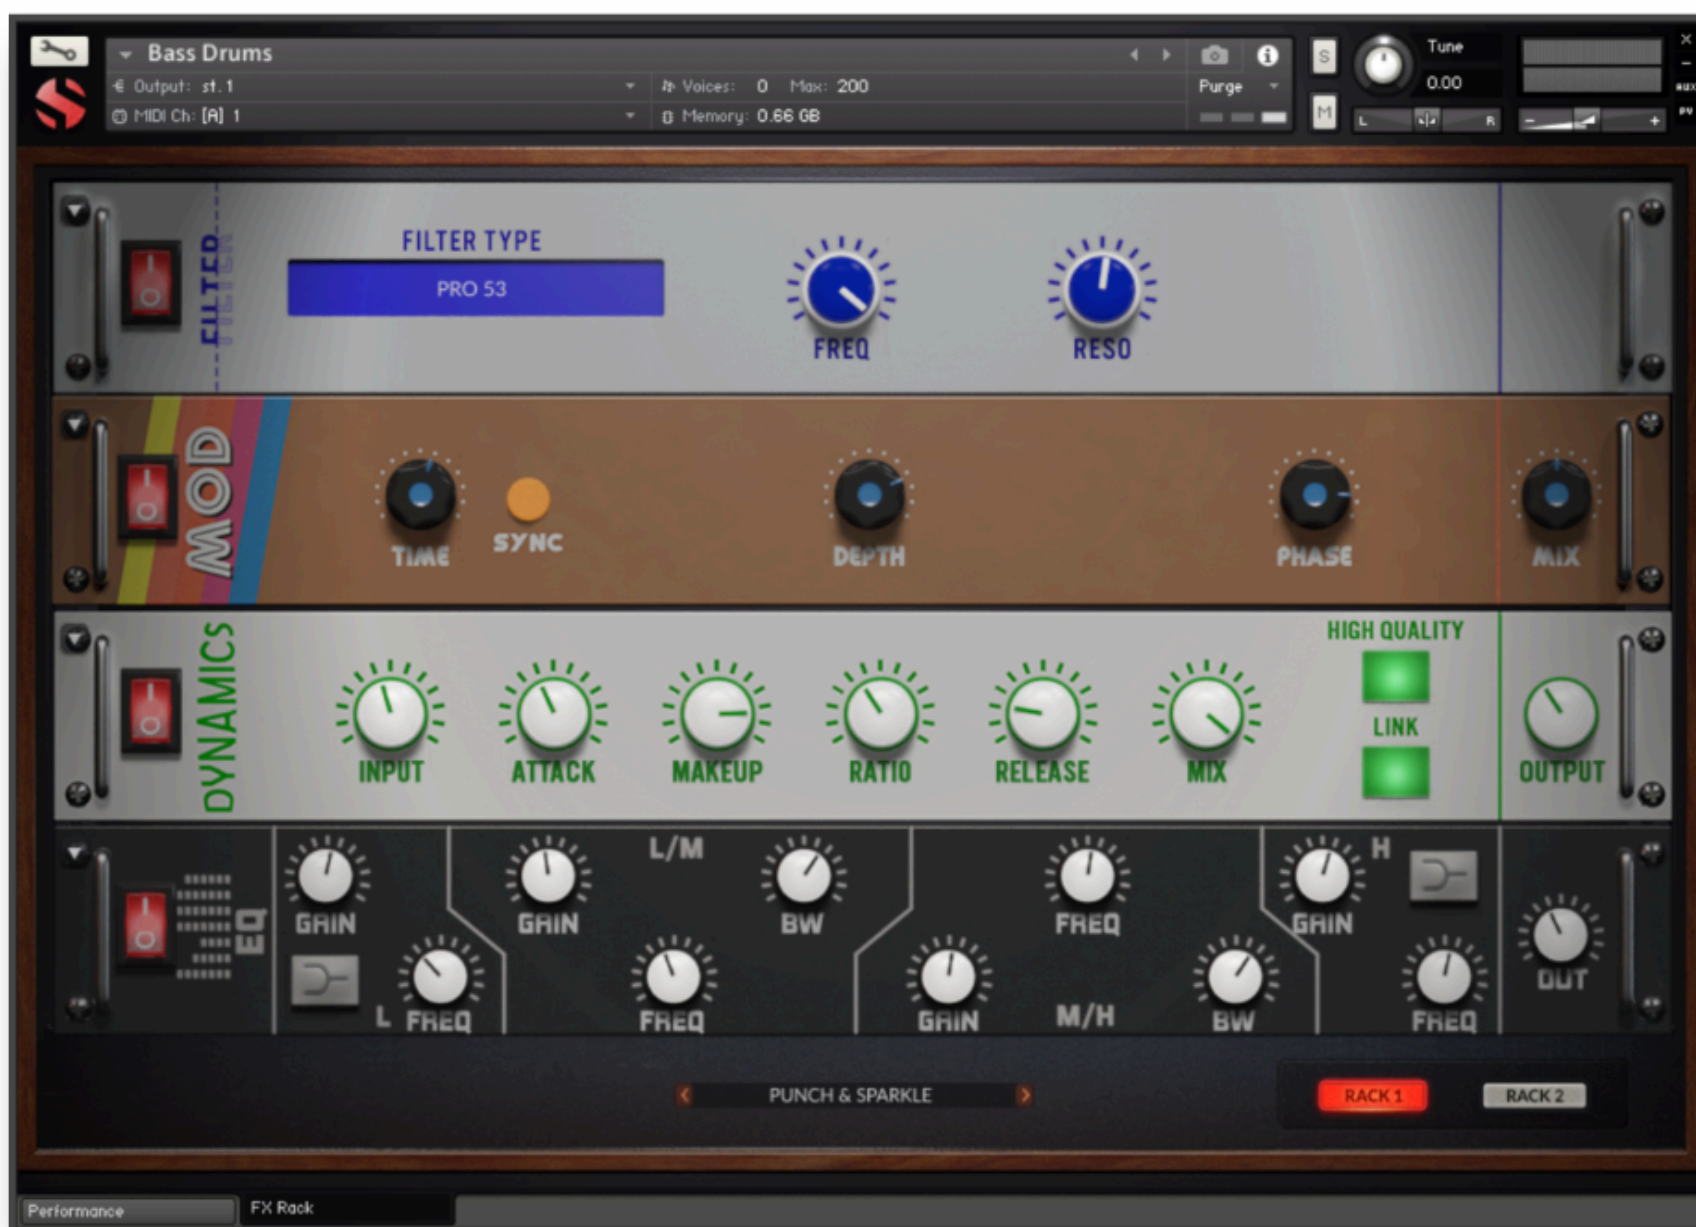 Bass Drums
Output: st.1
MIDI Ch: [A] 1
Voices: 0 Max: 200
Memory: 0.66 GB
Purge
S
M
Tune
0.00
L R
- +
X
-
aux
pv
FILTER
FILTER TYPE
PRO 53
FREQ
RESO
MOD
TIME
SYNC
DEPTH
PHASE
MIX
DYNAMICS
INPUT
ATTACK
MAKEUP
RATIO
RELEASE
MIX
HIGH QUALITY
LINK
OUTPUT
EQ
GAIN
L FREQ
L/M
GAIN
BW
FREQ
FREQ
GAIN
M/H
BW
GAIN
H
FREQ
OUT
PUNCH & SPARKLE
RACK 1
RACK 2
Performance
FX Rack